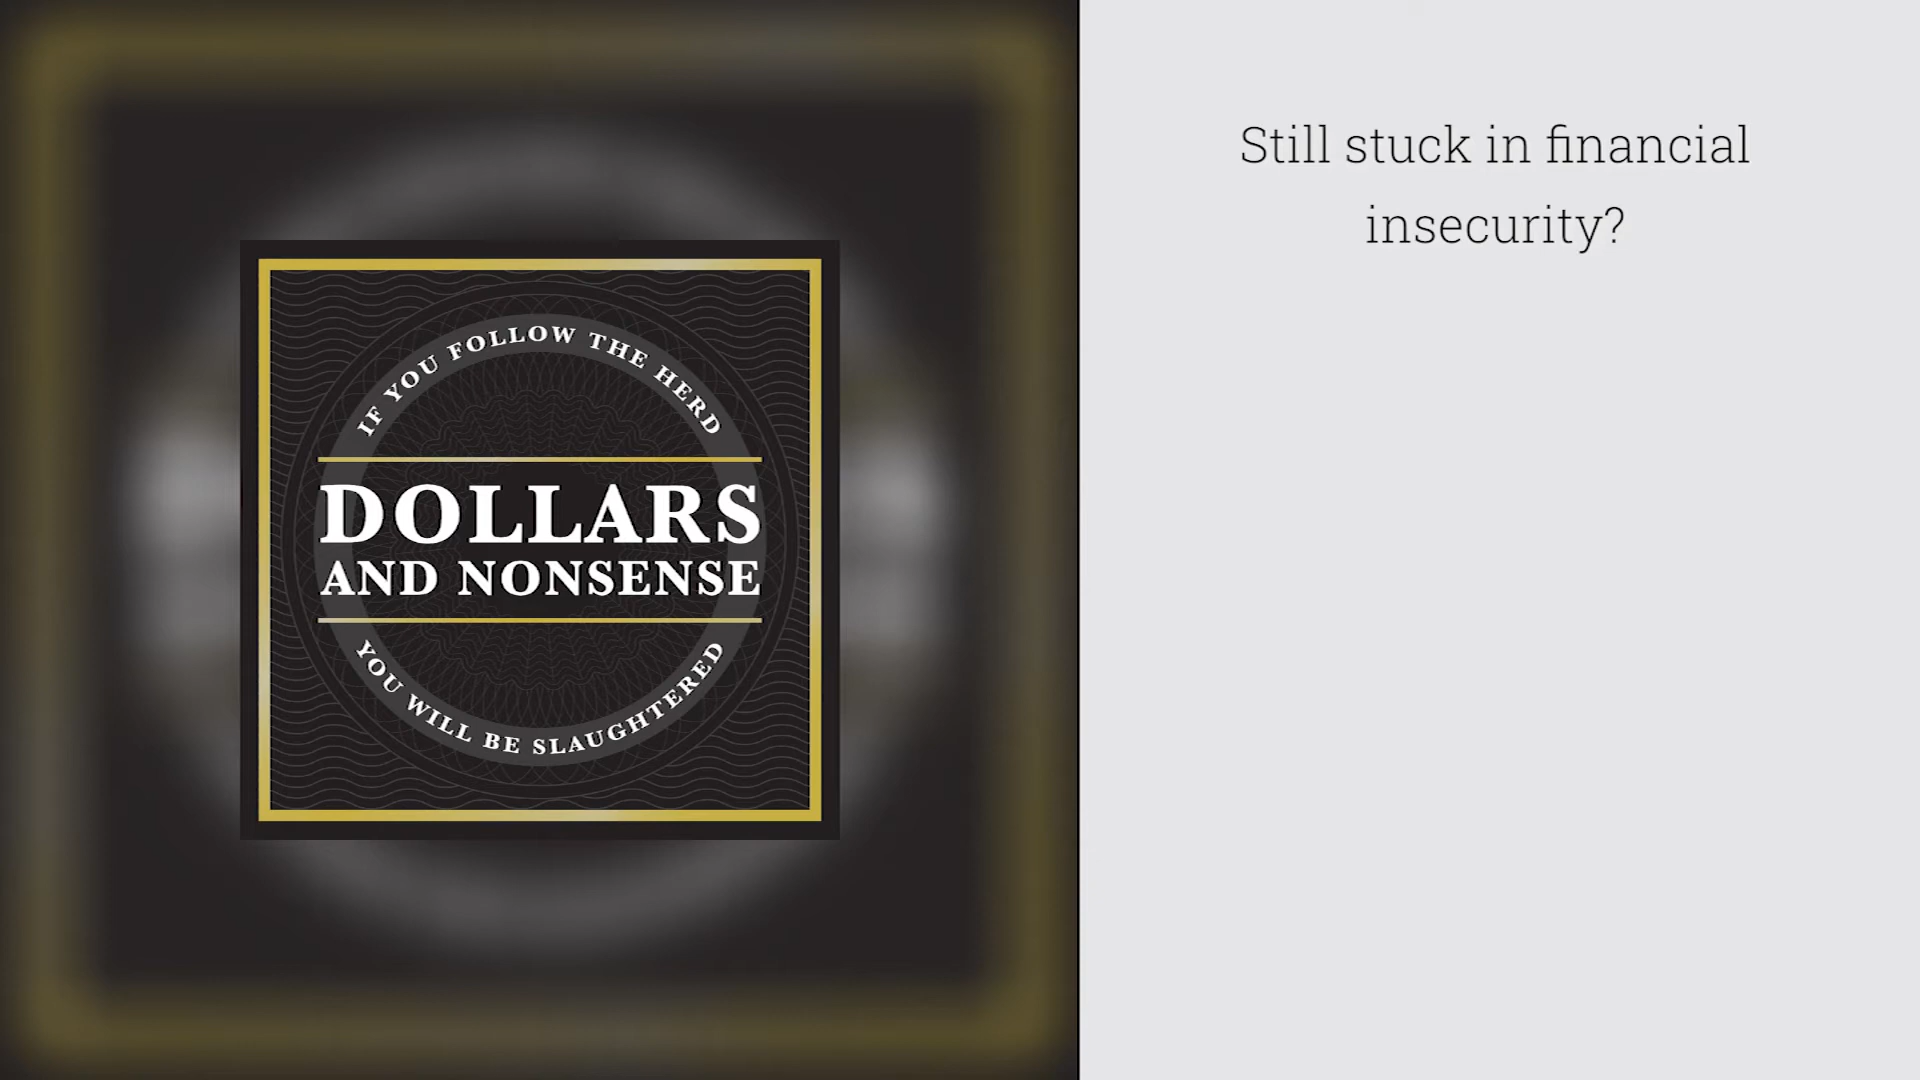 IF YOU FOLLOW THE HERD
DOLLARS
AND NONSENSE
YOU WILL BE SLAUGHTERED
Still stuck in financial
insecurity?